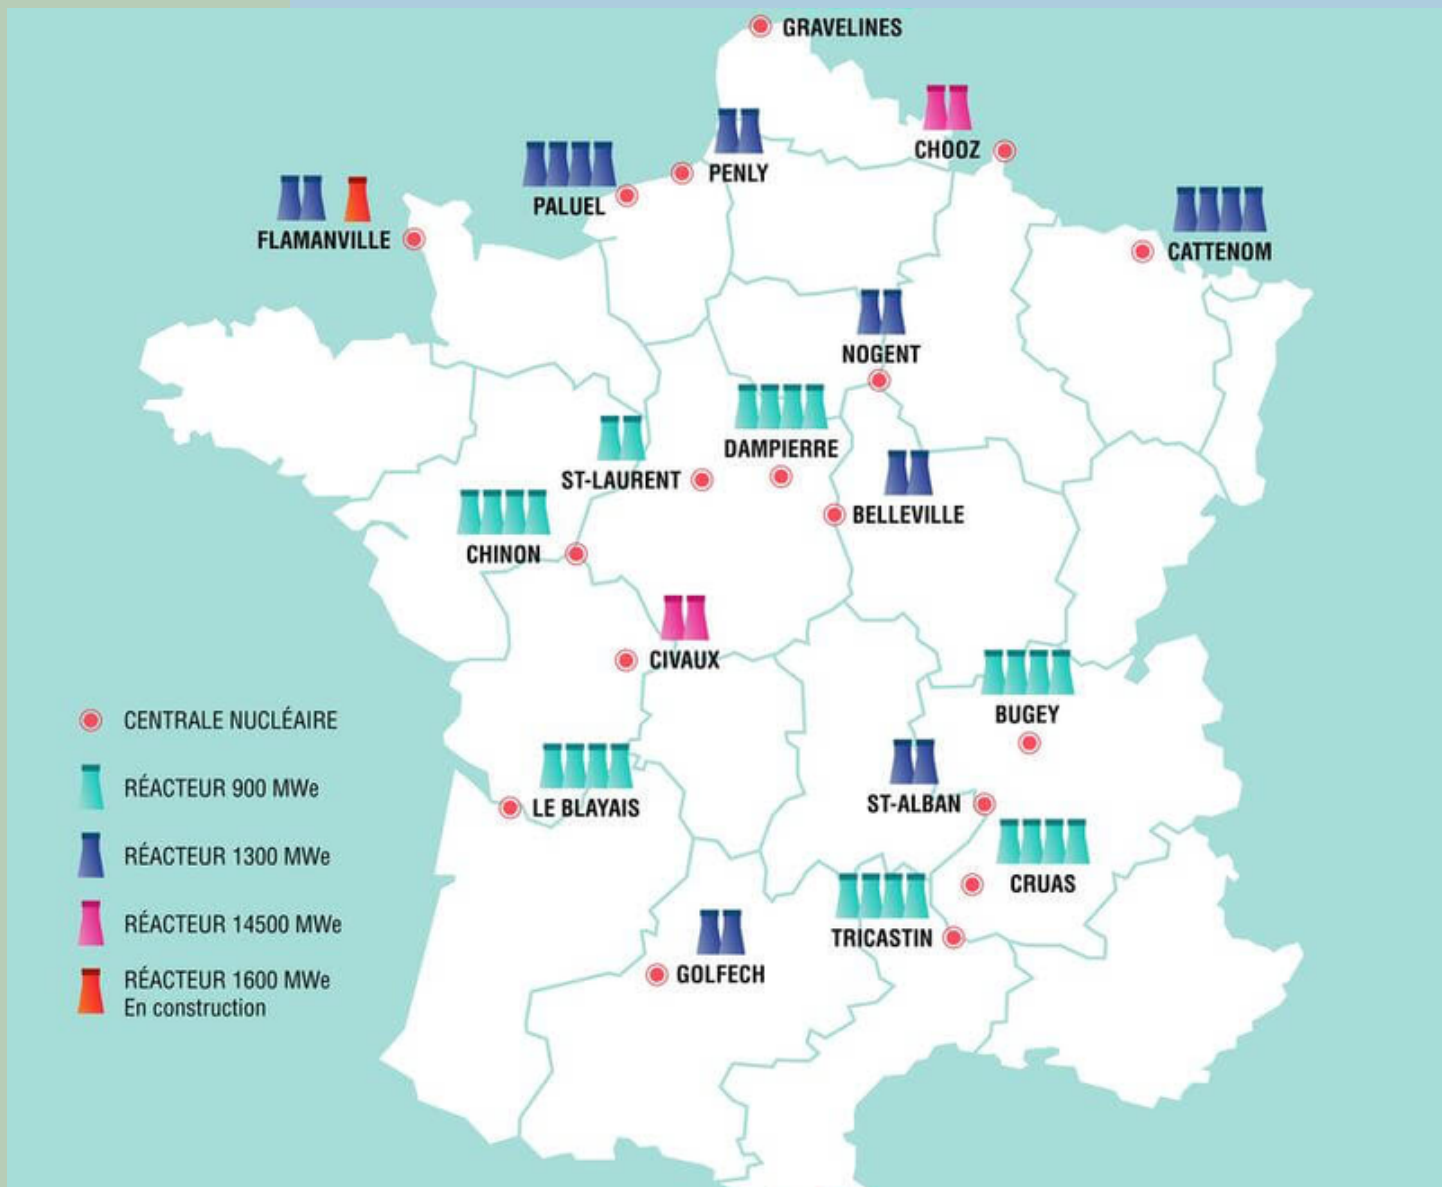 GRAVELINES
CHOOZ
PENLY
PALUEL
FLAMANVILLE
CATTENOM
NOGENT
DAMPIERRE
ST-LAURENT
BELLEVILLE
CHINON
CIVAUX
BUGEY
ST-ALBAN
LE BLAYAIS
CRUAS
TRICASTIN
GOLFECH
CENTRALE NUCLÉAIRE
RÉACTEUR 900 MWe
RÉACTEUR 1300 MWe
RÉACTEUR 14500 MWe
RÉACTEUR 1600 MWe
En construction